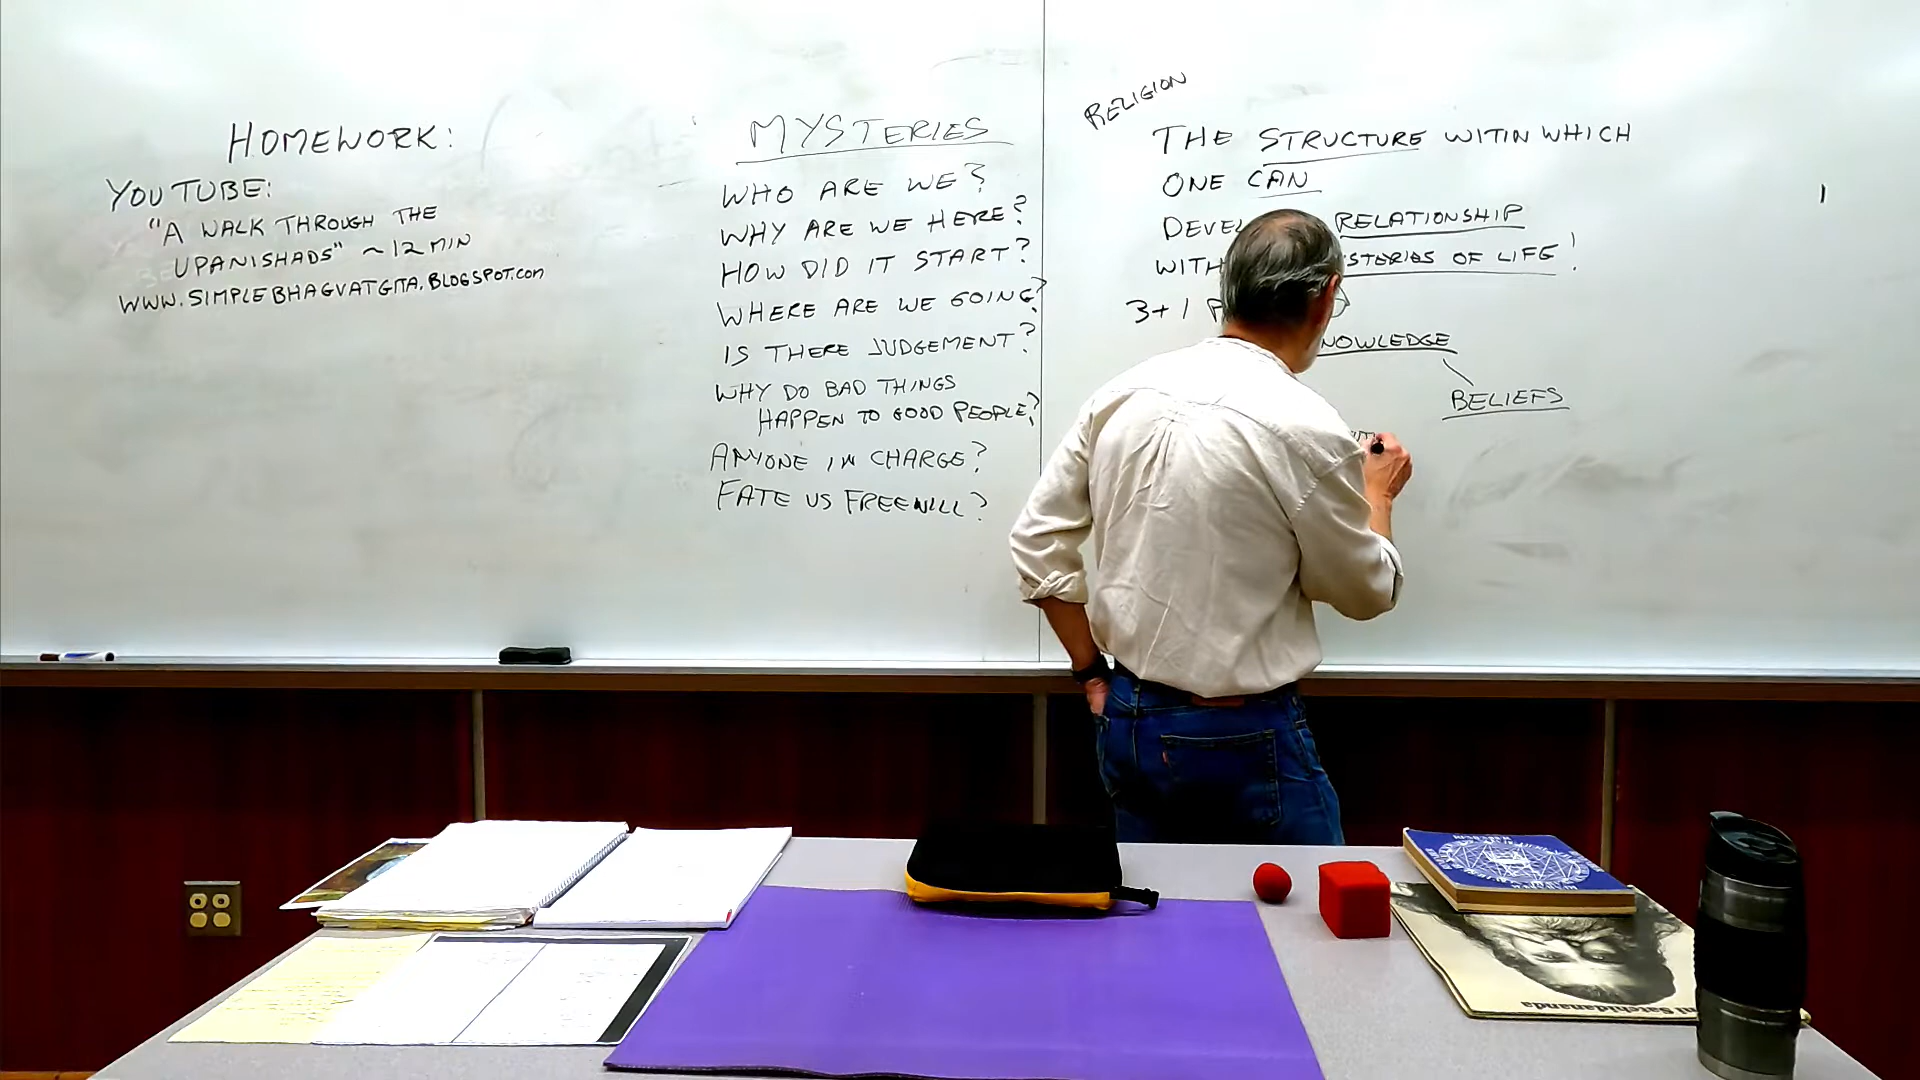 HOMEWORK:
YOUTUBE:
"A WALK THROUGH THE
UPANISHADS" ~12 MIN
WWW.SIMPLEBHAGVATGITA.BLOGSPOT.COM
MYSTERIES
WHO ARE WE?
WHY ARE WE HERE?
HOW DID IT START?
WHERE ARE WE GOING?
IS THERE JUDGEMENT?
WHY DO BAD THINGS
HAPPEN TO GOOD PEOPLE?
ANYONE IN CHARGE?
FATE VS FREEWILL?
RELIGION
THE STRUCTURE WITIN WHICH
ONE CAN
DEVEL RELATIONSHIP
WITH STERIES OF LIFE!
3+1 P
NOWLEDGE
BELIEFS
ni Satchidananda